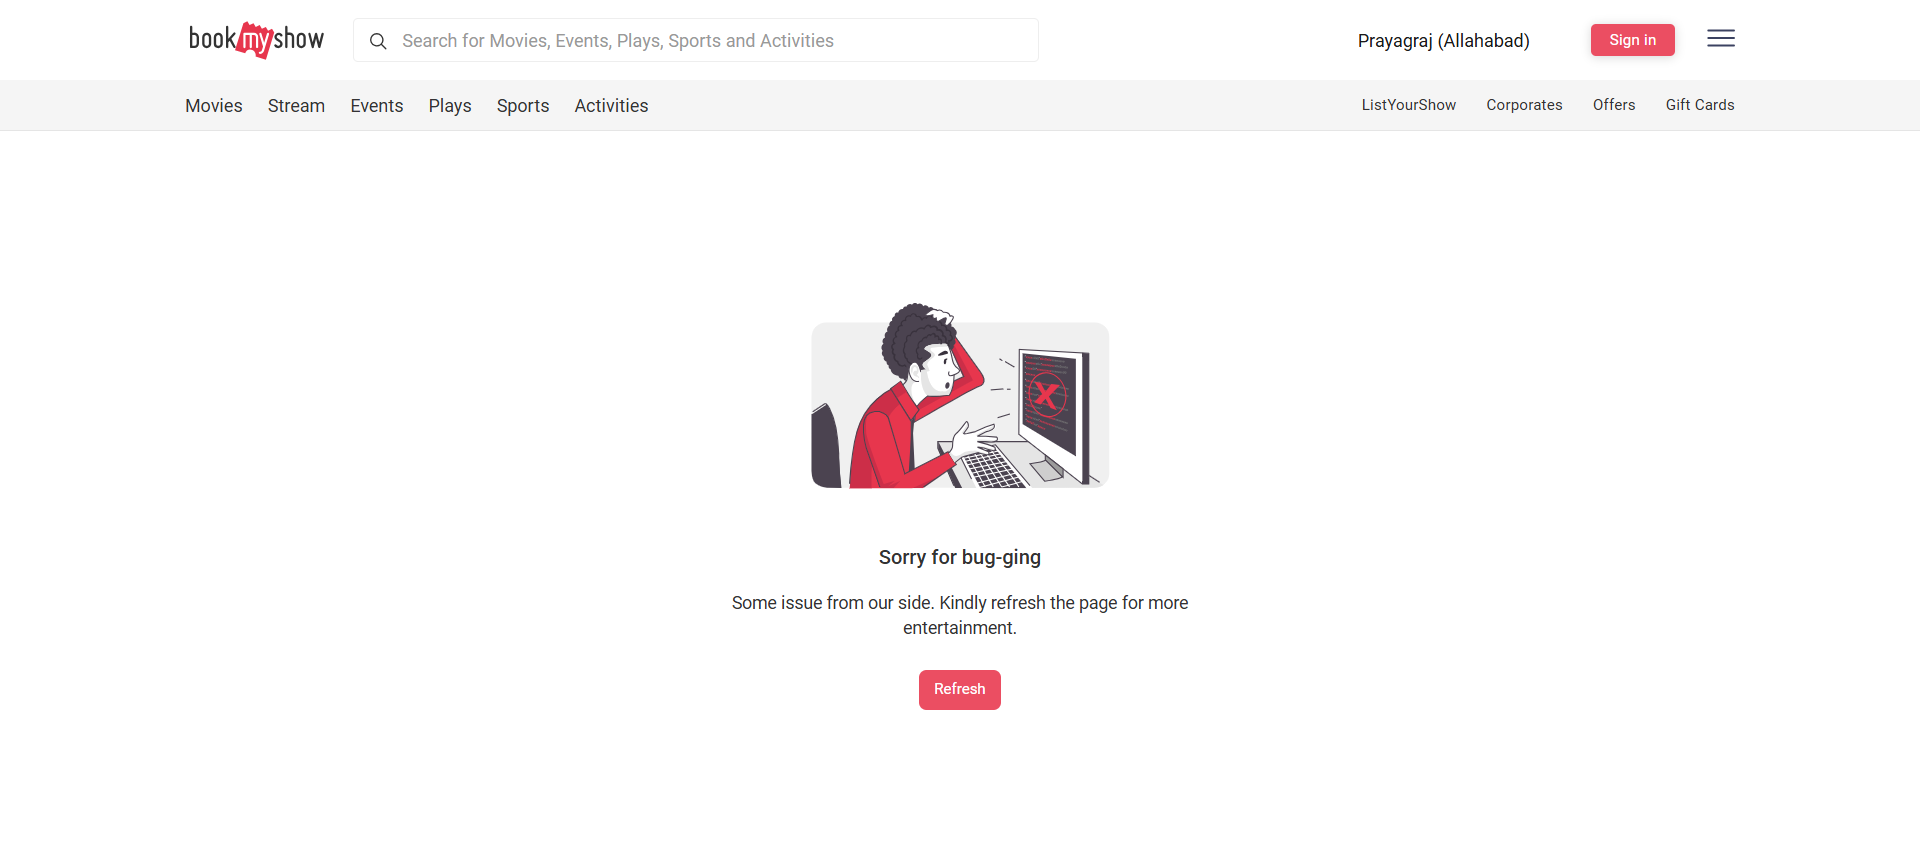 bookmyshow
Search for Movies, Events, Plays, Sports and Activities
Prayagraj (Allahabad)
Sign in
Movies Stream Events Plays Sports Activities
ListYourShow Corporates Offers Gift Cards
X
Sorry for bug-ging
Some issue from our side. Kindly refresh the page for more
entertainment.
Refresh